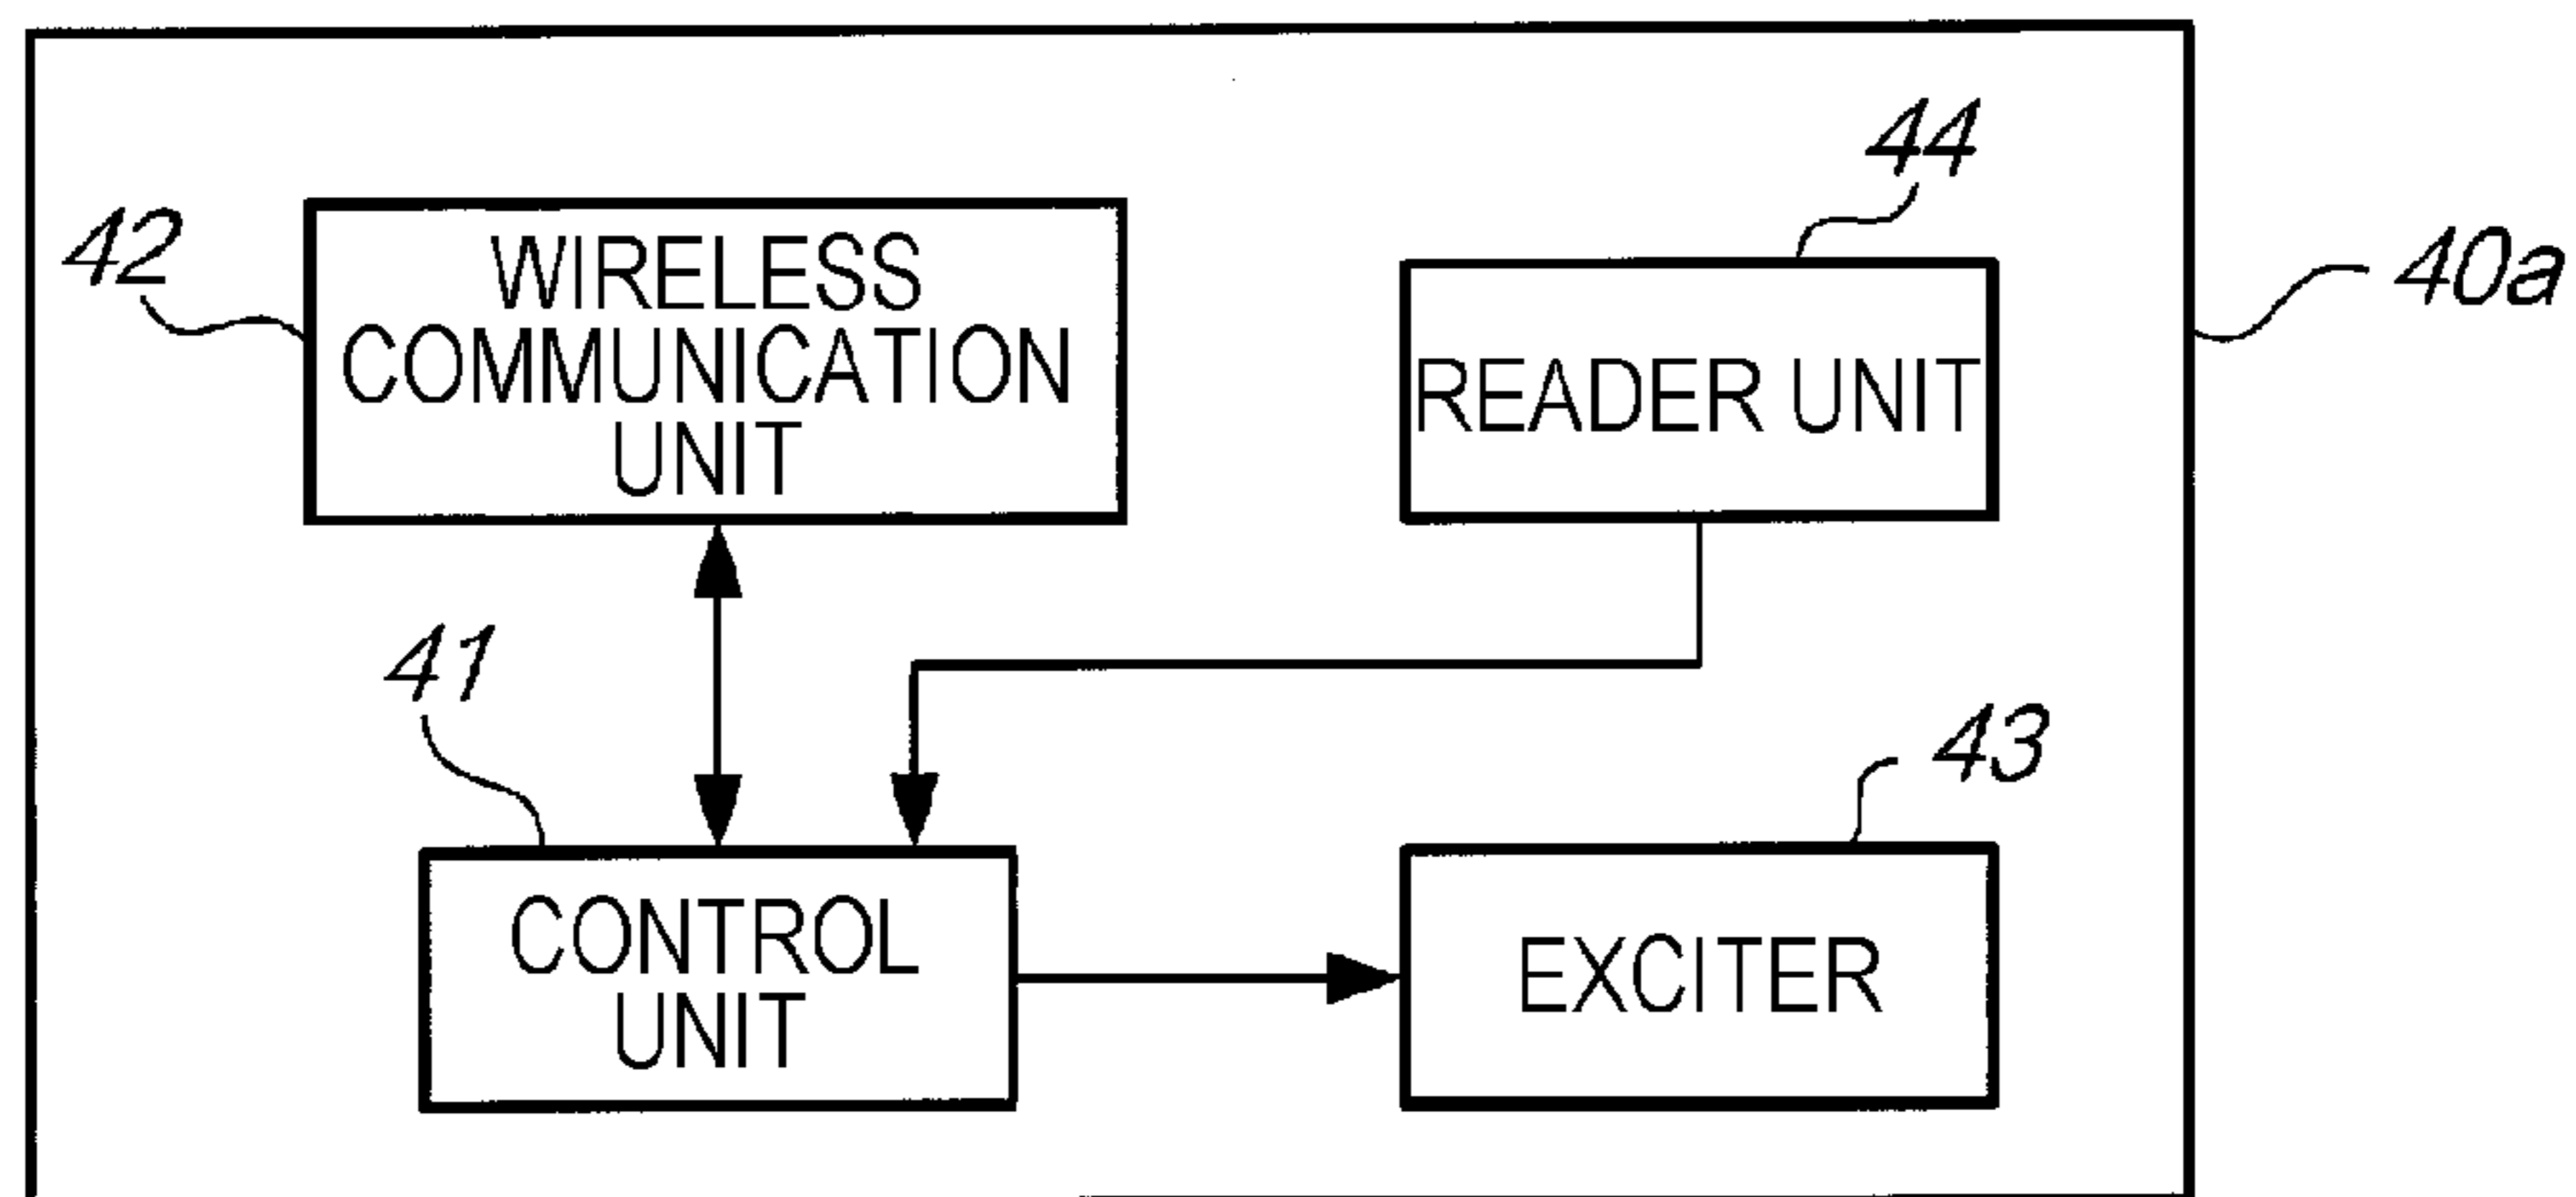 44
42
WIRELESS
COMMUNICATION
UNIT
40a
READER UNIT
41
43
CONTROL
UNIT
EXCITER